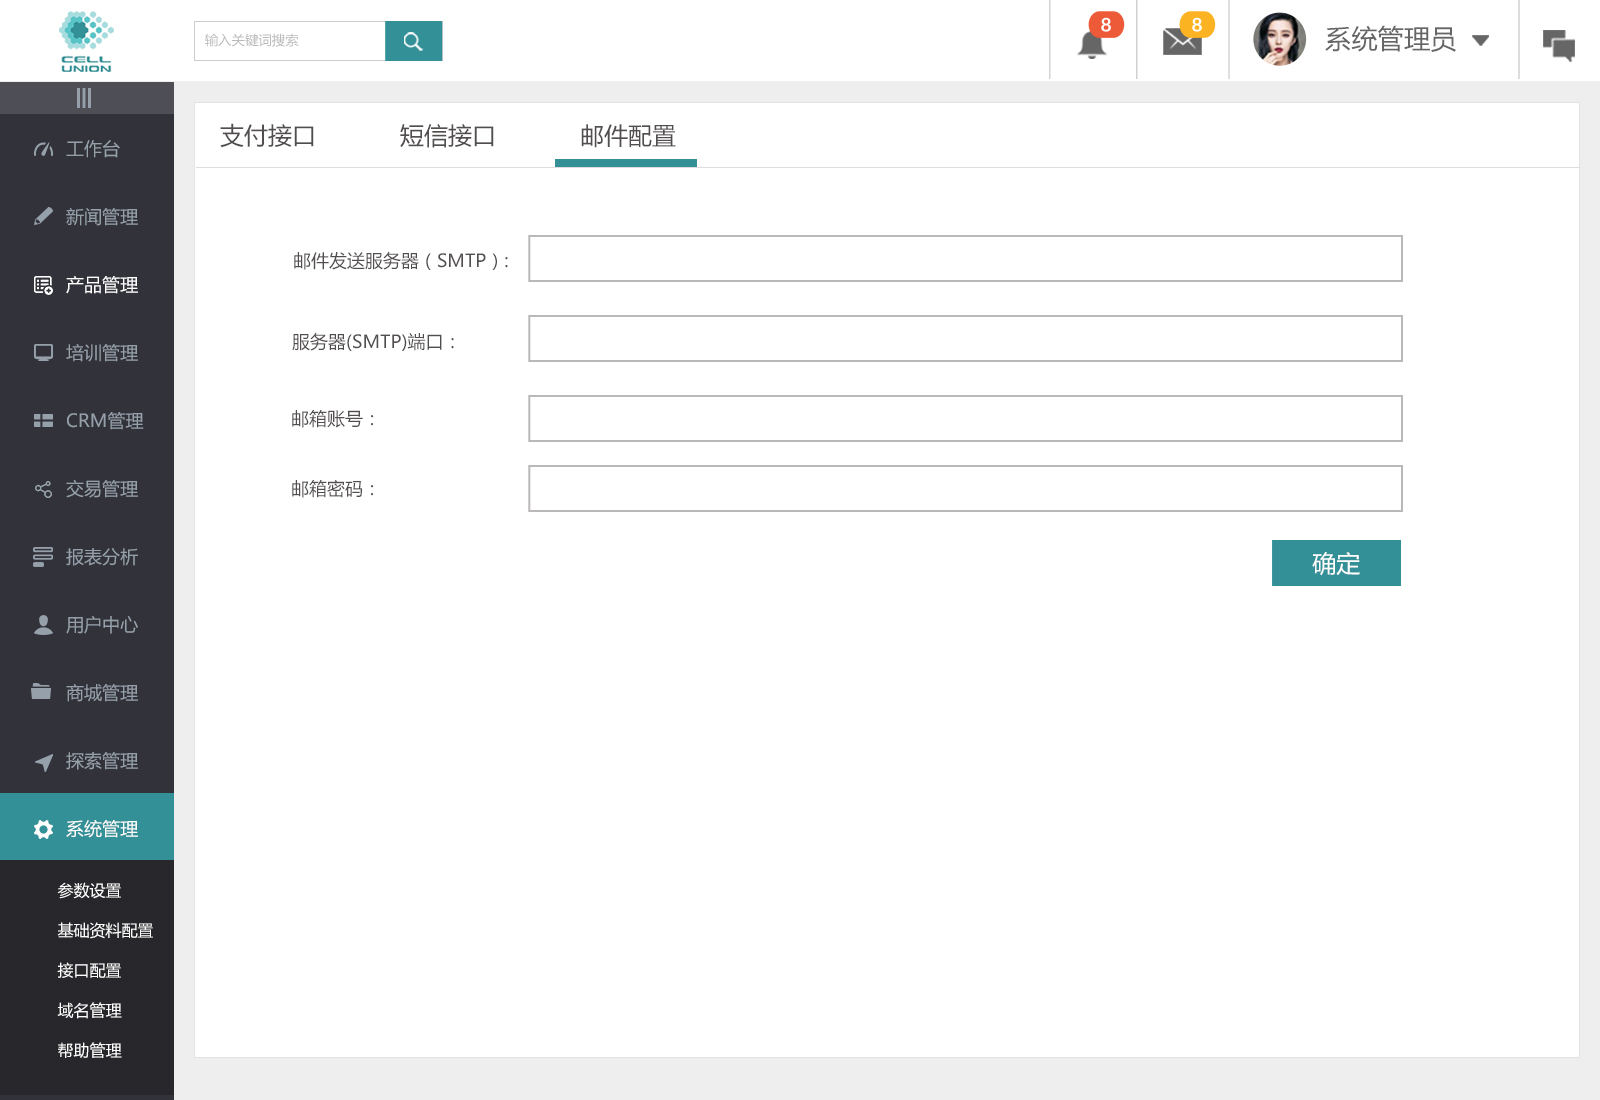 CELL
UNION
输入关键词搜索
8
8
系统管理员
工作台
新闻管理
产品管理
培训管理
CRM管理
交易管理
报表分析
用户中心
商城管理
探索管理
系统管理
参数设置
基础资料配置
接口配置
域名管理
帮助管理
支付接口 短信接口 邮件配置
邮件发送服务器（SMTP）：
服务器(SMTP)端口：
邮箱账号：
邮箱密码：
确定